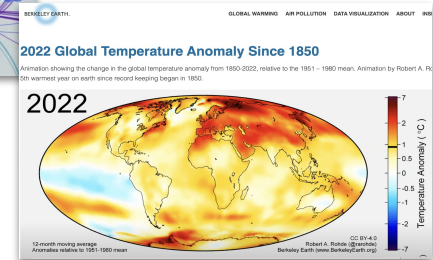 BERKELEY EARTH.
GLOBAL WARMING AIR POLLUTION DATA VISUALIZATION ABOUT INSI
2022 Global Temperature Anomaly Since 1850
Animation showing the change in the global temperature anomaly from 1850-2022, relative to the 1951 – 1980 mean. Animation by Robert A. Ro
5th warmest year on earth since record keeping began in 1850.
2022
7
2
1
0.5
0
-0.5
-1
-2
-7
Temperature Anomaly (°C)
12-month moving average
Anomalies relative to 1951-1980 mean
CC BY-4.0
Robert A. Rohde (@rarohde)
Berkeley Earth (www.BerkeleyEarth.org)